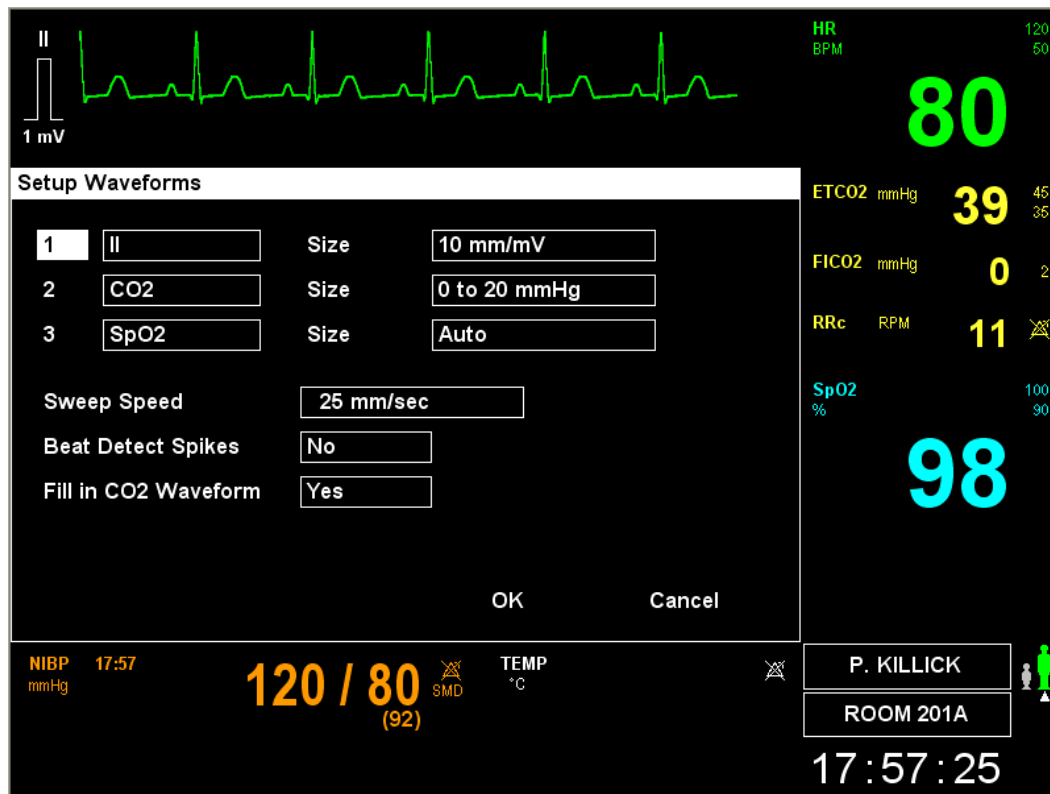 II
1 mV
HR 120
BPM 50
80
Setup Waveforms
1 II Size 10 mm/mV
2 CO2 Size 0 to 20 mmHg
3 SpO2 Size Auto
Sweep Speed 25 mm/sec
Beat Detect Spikes No
Fill in CO2 Waveform Yes
OK Cancel
ETCO2 mmHg 39 45
35
FICO2 mmHg 0 2
RRc RPM 11
SpO2 100
% 90
98
NIBP 17:57
mmHg
120 / 80
(92)
SMD
TEMP
°C
P. KILLICK
ROOM 201A
17:57:25